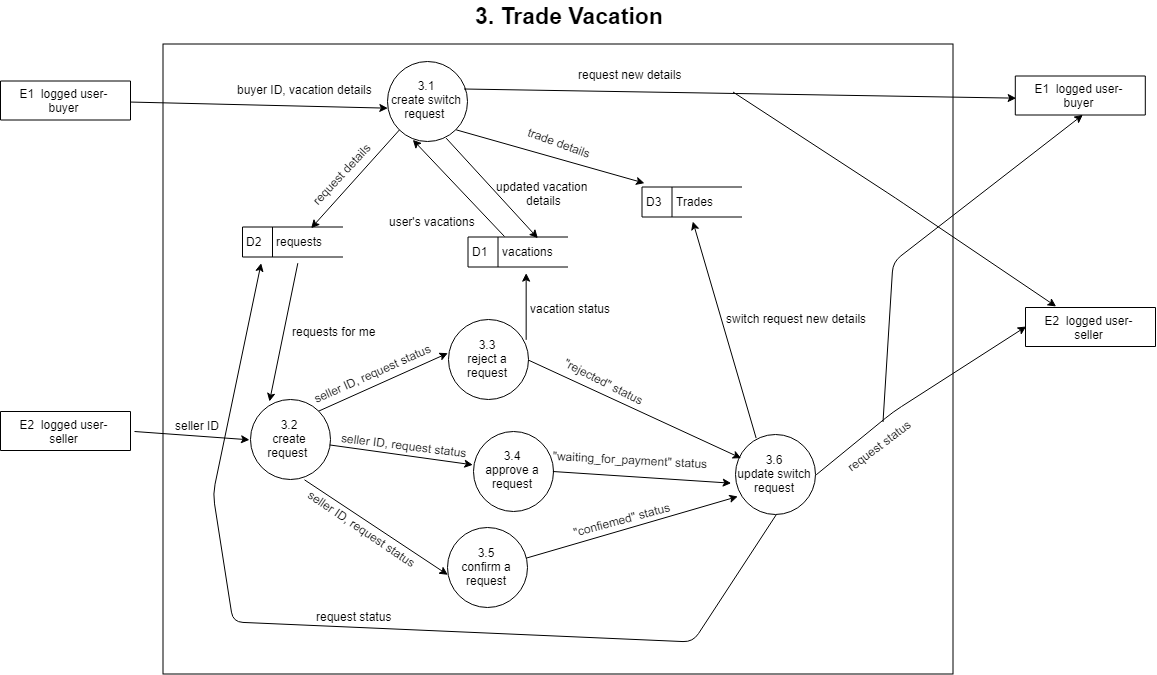 3. Trade Vacation
E1 logged user-
buyer
buyer ID, vacation details
3.1
create switch
request
request new details
E1 logged user-
buyer
request details
trade details
updated vacation
details
user's vacations
D3 Trades
D2 requests
D1 vacations
requests for me
vacation status
switch request new details
E2 logged user-
seller
seller ID, request status
3.3
reject a
request
"rejected" status
E2 logged user-
seller
seller ID
3.2
create
request
seller ID, request status
3.4
approve a
request
"waiting_for_payment" status
3.6
update switch
request
request status
seller ID, request status
3.5
confirm a
request
"confiemed" status
request status